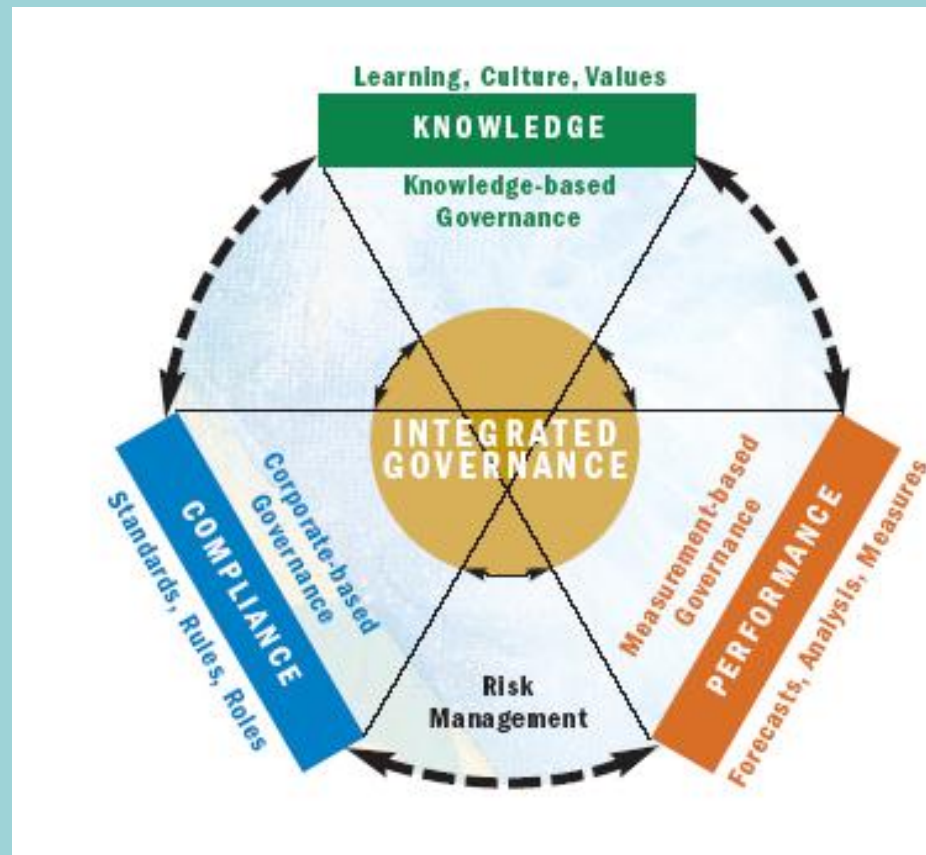 Learning, Culture, Values
KNOWLEDGE
Knowledge-based
Governance
INTEGRATED
GOVERNANCE
Corporate-based
Governance
COMPLIANCE
Standards, Rules, Roles
Measurement-based
Governance
PERFORMANCE
Forecasts, Analysis, Measures
Risk
Management